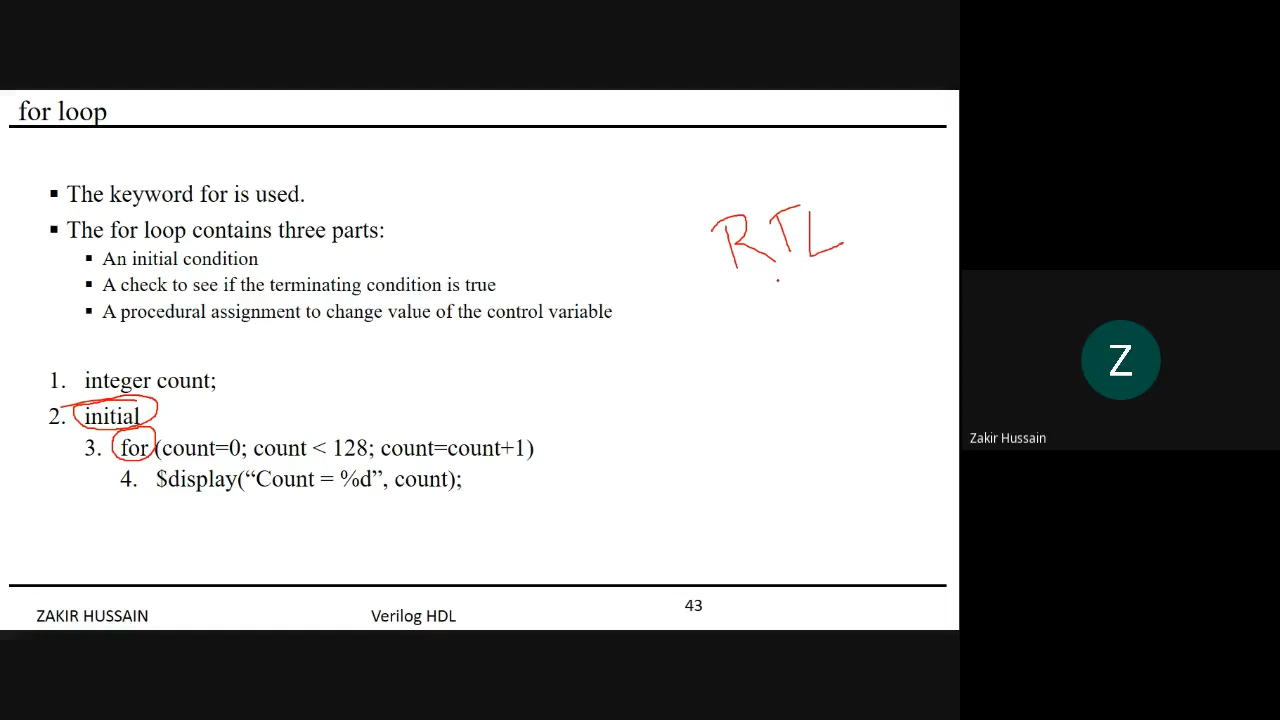 for loop
▪ The keyword for is used.
▪ The for loop contains three parts:
▪ An initial condition
▪ A check to see if the terminating condition is true
▪ A procedural assignment to change value of the control variable
RTL
1. integer count;
2. initial
3. for (count=0; count < 128; count=count+1)
4. $display(“Count = %d”, count);
ZAKIR HUSSAIN Verilog HDL 43
Z
Zakir Hussain